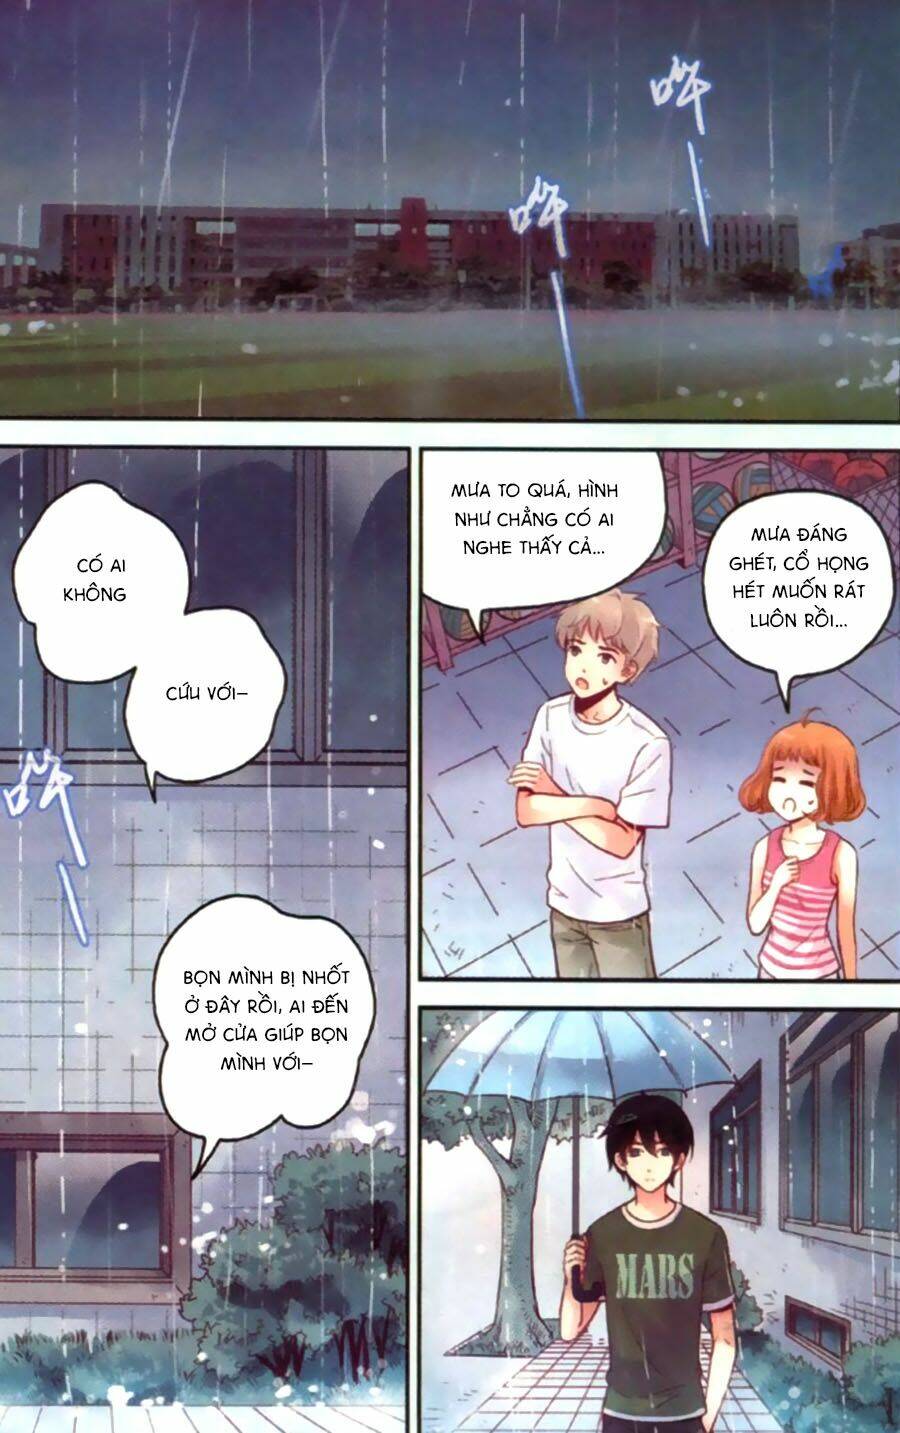 哗
哗
CÓ AI
KHÔNG
CỨU VỚI–
哗
BỌN MÌNH BỊ NHỐT
Ở ĐÂY RỒI, AI ĐẾN
MỞ CỬA GIÚP BỌN
MÌNH VỚI–
MƯA TO QUÁ, HÌNH
NHƯ CHẲNG CÓ AI
NGHE THẤY CẢ...
MƯA ĐÁNG
GHÉT, CỔ HỌNG
HÉT MUỐN RÁT
LUÔN RỒI...
MARS